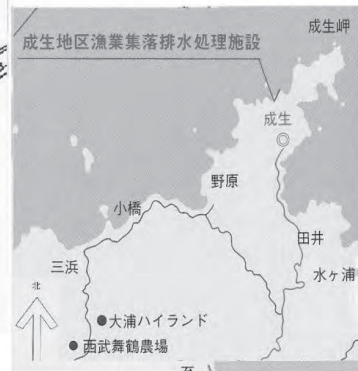 成生岬
成生地区漁業集落排水処理施設
成生
野原
小橋
田井
三浜
水ヶ浦
北
大浦ハイランド
西武舞鶴農場
至